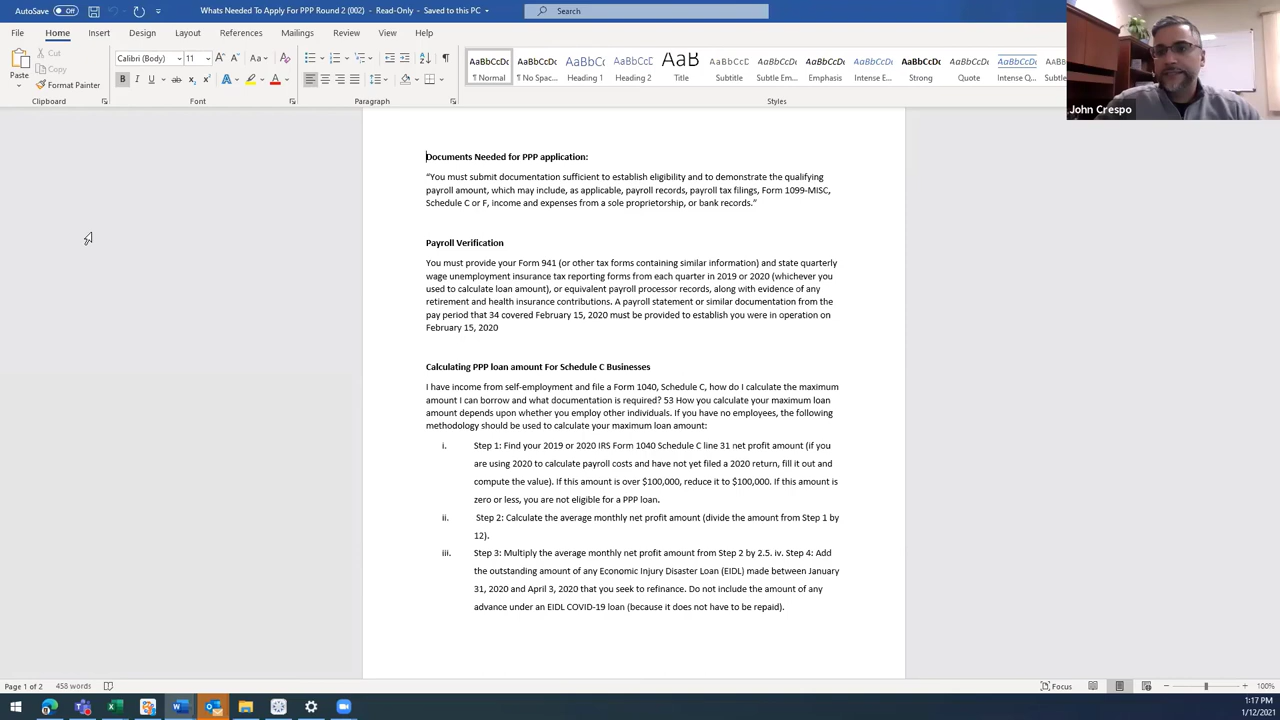 AutoSave Off
Whats Needed To Apply For PPP Round 2 (002) - Read-Only - Saved to this PC
Search
File Home Insert Design Layout References Mailings Review View Help
Paste
Cut
Copy
Format Painter
Calibri (Body) 11
Aa
B I U ab x x A A
AaBbCcDc AaBbCcDc AaBbCc AaBbCcC AaB AaBbCcD AaBbCcDc AaBbCcDc AaBbCcDc AaBbCcDc AaBbCcDc AaBbCcDc
¶ Normal ¶ No Spac... Heading 1 Heading 2 Title Subtitle Subtle Em... Emphasis Intense E... Strong Quote Intense Q...
Clipboard Font Paragraph Styles
John Crespo
Documents Needed for PPP application:
“You must submit documentation sufficient to establish eligibility and to demonstrate the qualifying
payroll amount, which may include, as applicable, payroll records, payroll tax filings, Form 1099-MISC,
Schedule C or F, income and expenses from a sole proprietorship, or bank records.”
Payroll Verification
You must provide your Form 941 (or other tax forms containing similar information) and state quarterly
wage unemployment insurance tax reporting forms from each quarter in 2019 or 2020 (whichever you
used to calculate loan amount), or equivalent payroll processor records, along with evidence of any
retirement and health insurance contributions. A payroll statement or similar documentation from the
pay period that 34 covered February 15, 2020 must be provided to establish you were in operation on
February 15, 2020
Calculating PPP loan amount For Schedule C Businesses
I have income from self-employment and file a Form 1040, Schedule C, how do I calculate the maximum
amount I can borrow and what documentation is required? 53 How you calculate your maximum loan
amount depends upon whether you employ other individuals. If you have no employees, the following
methodology should be used to calculate your maximum loan amount:
i. Step 1: Find your 2019 or 2020 IRS Form 1040 Schedule C line 31 net profit amount (if you
are using 2020 to calculate payroll costs and have not yet filed a 2020 return, fill it out and
compute the value). If this amount is over $100,000, reduce it to $100,000. If this amount is
zero or less, you are not eligible for a PPP loan.
ii. Step 2: Calculate the average monthly net profit amount (divide the amount from Step 1 by
12).
iii. Step 3: Multiply the average monthly net profit amount from Step 2 by 2.5. iv. Step 4: Add
the outstanding amount of any Economic Injury Disaster Loan (EIDL) made between January
31, 2020 and April 3, 2020 that you seek to refinance. Do not include the amount of any
advance under an EIDL COVID-19 loan (because it does not have to be repaid).
Page 1 of 2 458 words
Focus
100%
1:17 PM
1/12/2021